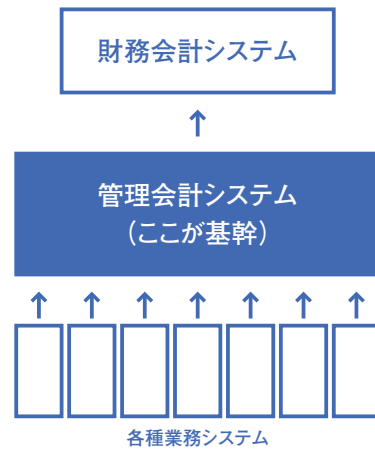 財務会計システム
管理会計システム
（ここが基幹）
各種業務システム